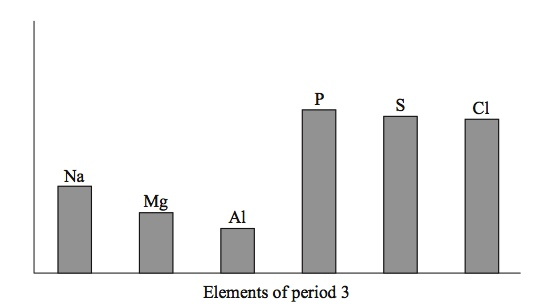 P
S
Cl
Na
Mg
Al
Elements of period 3